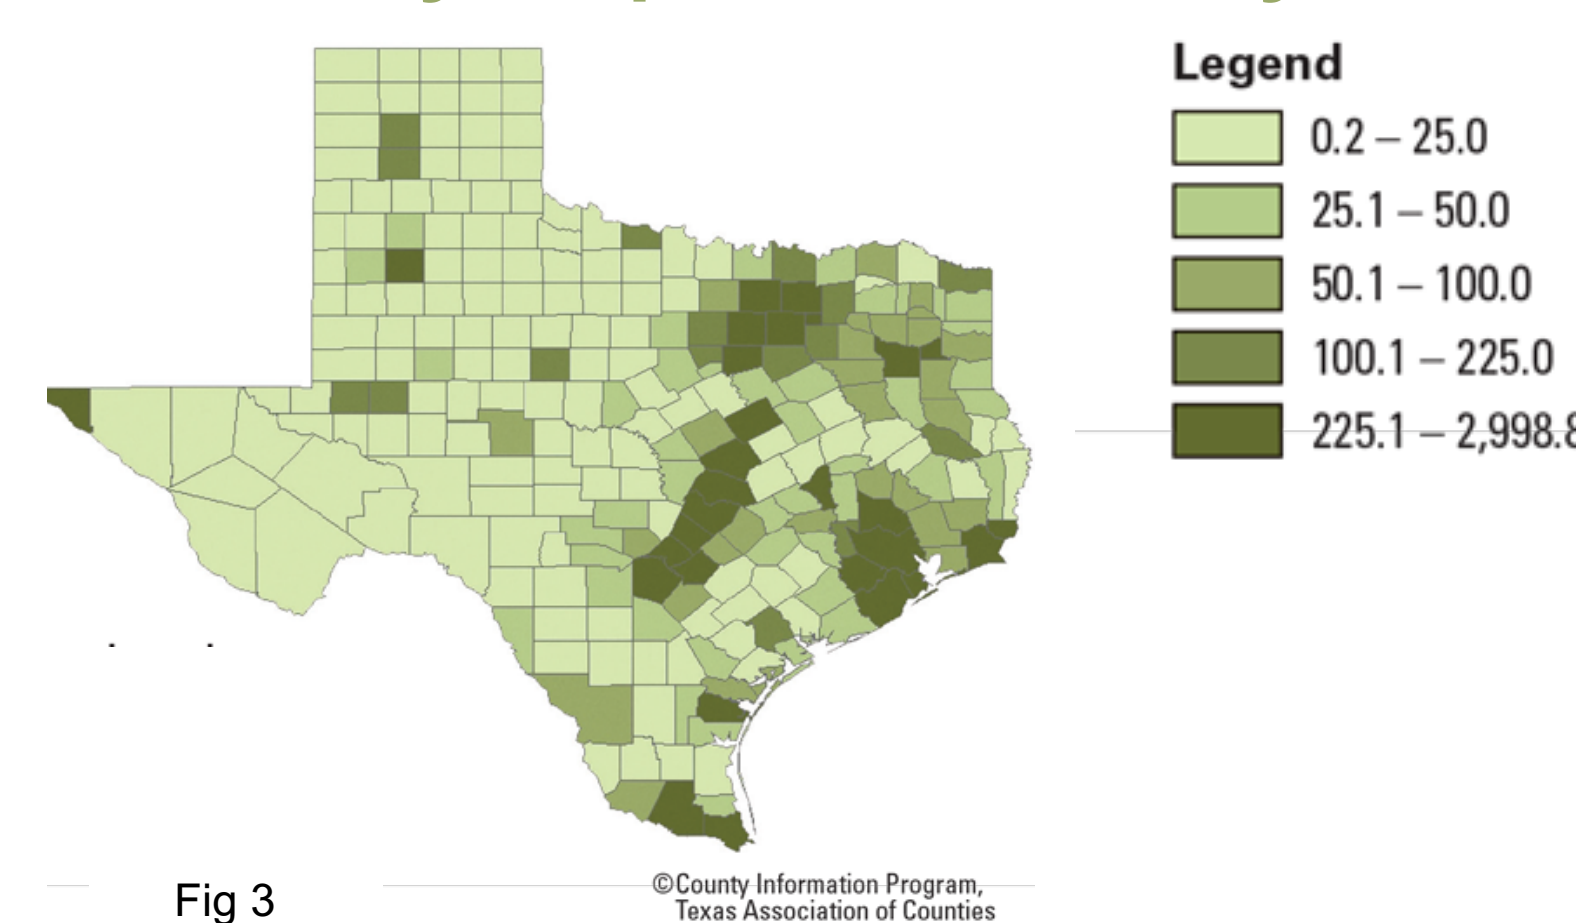 Legend
0.2 – 25.0
25.1 – 50.0
50.1 – 100.0
100.1 – 225.0
225.1 – 2,998.8
Fig 3
©County Information Program,
Texas Association of Counties